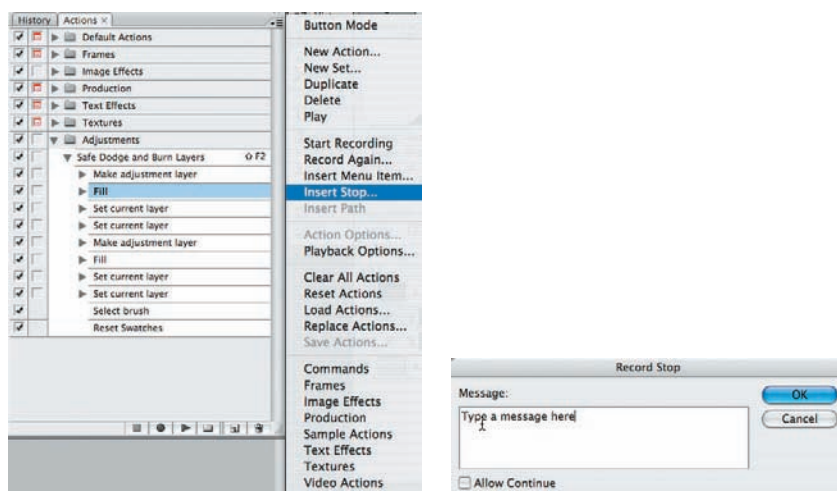 History
Actions ×
Default Actions
Frames
Image Effects
Production
Text Effects
Textures
Adjustments
Safe Dodge and Burn Layers ⇧ F2
Make adjustment layer
Fill
Set current layer
Set current layer
Make adjustment layer
Fill
Set current layer
Set current layer
Select brush
Reset Swatches
Button Mode
New Action...
New Set...
Duplicate
Delete
Play
Start Recording
Record Again...
Insert Menu Item...
Insert Stop...
Insert Path
Action Options...
Playback Options...
Clear All Actions
Reset Actions
Load Actions...
Replace Actions...
Save Actions...
Commands
Frames
Image Effects
Production
Sample Actions
Text Effects
Textures
Video Actions
Record Stop
Message:
Type a message here
OK
Cancel
Allow Continue